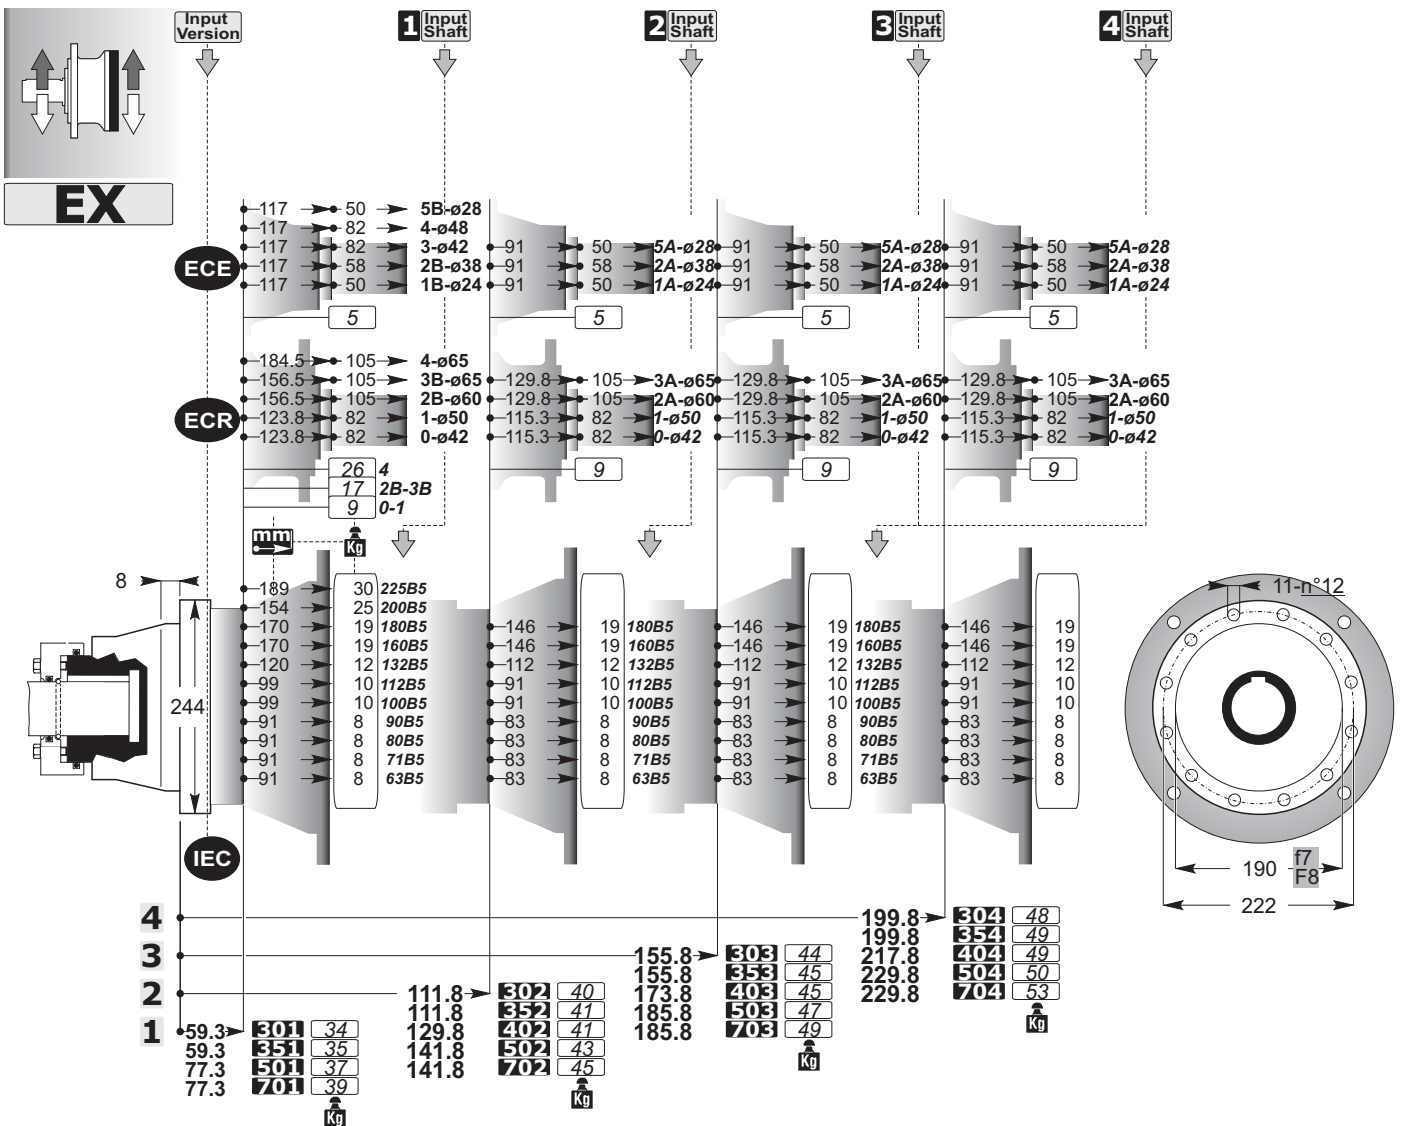 Input
Version
1 Input
Shaft
2 Input
Shaft
3 Input
Shaft
4 Input
Shaft
EX
ECE
117 50 5B-ø28
117 82 4-ø48
117 82 3-ø42 91 50 5A-ø28 91 50 5A-ø28 91 50 5A-ø28
117 58 2B-ø38 91 58 2A-ø38 91 58 2A-ø38 91 58 2A-ø38
117 50 1B-ø24 91 50 1A-ø24 91 50 1A-ø24 91 50 1A-ø24
5 5 5 5
ECR
184.5 105 4-ø65
156.5 105 3B-ø65 129.8 105 3A-ø65 129.8 105 3A-ø65 129.8 105 3A-ø65
156.5 105 2B-ø60 129.8 105 2A-ø60 129.8 105 2A-ø60 129.8 105 2A-ø60
123.8 82 1-ø50 115.3 82 1-ø50 115.3 82 1-ø50 115.3 82 1-ø50
123.8 82 0-ø42 115.3 82 0-ø42 115.3 82 0-ø42 115.3 82 0-ø42
26 4 9 9 9
17 2B-3B
9 0-1
mm Kg
8
189 30 225B5
154 25 200B5
170 19 180B5 146 19 180B5 146 19 180B5 146 19
170 19 160B5 146 19 160B5 146 19 160B5 146 19
120 12 132B5 112 12 132B5 112 12 132B5 112 12
99 10 112B5 91 10 112B5 91 10 112B5 91 10
99 10 100B5 91 10 100B5 91 10 100B5 91 10
91 8 90B5 83 8 90B5 83 8 90B5 83 8
91 8 80B5 83 8 80B5 83 8 80B5 83 8
91 8 71B5 83 8 71B5 83 8 71B5 83 8
91 8 63B5 83 8 63B5 83 8 63B5 83 8
244
IEC
11-n°12
190 f7
F8
222
4 199.8 304 48
199.8 354 49
217.8 404 49
229.8 504 50
229.8 704 53
Kg
3 155.8 303 44
155.8 353 45
173.8 403 45
185.8 503 47
185.8 703 49
Kg
2 111.8 302 40
111.8 352 41
129.8 402 41
141.8 502 43
141.8 702 45
Kg
1 59.3 301 34
59.3 351 35
77.3 501 37
77.3 701 39
Kg